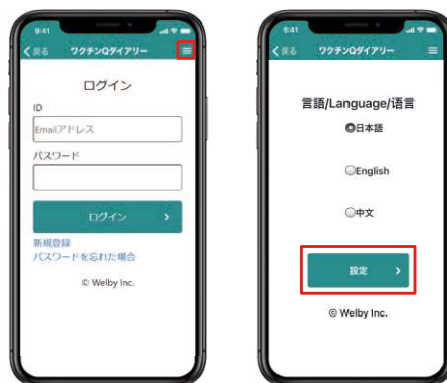 9:41
戻る ワクチンQダイアリー
ログイン
ID
Emailアドレス
パスワード
ログイン
新規登録
パスワードを忘れた場合
© Welby Inc.
9:41
戻る ワクチンQダイアリー
言語/Language/语言
日本語
English
中文
設定
© Welby Inc.